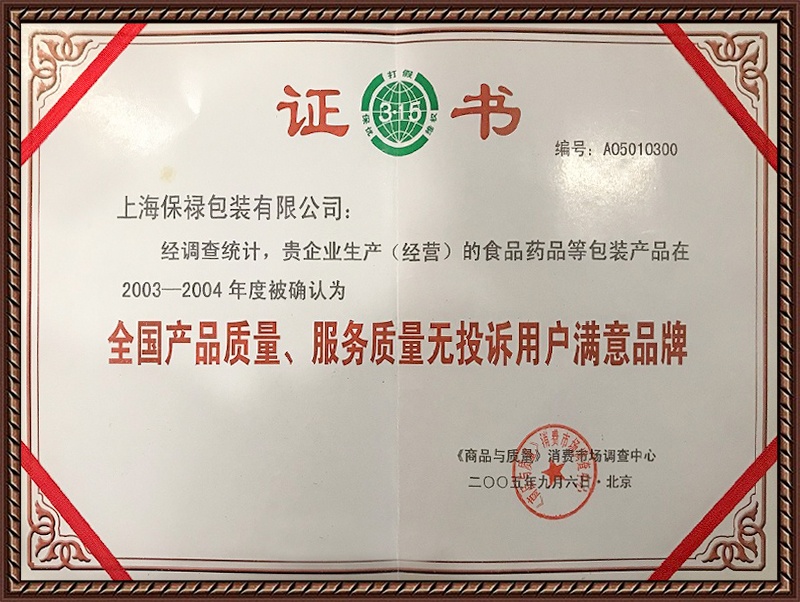 证 书
打假
保优
3·15
维权
编号：A05010300
上海保禄包装有限公司：
经调查统计，贵企业生产（经营）的食品药品等包装产品在
2003—2004 年度被确认为
全国产品质量、服务质量无投诉用户满意品牌
《商品与质量》消费市场调查中心
二〇〇五年九月六日·北京